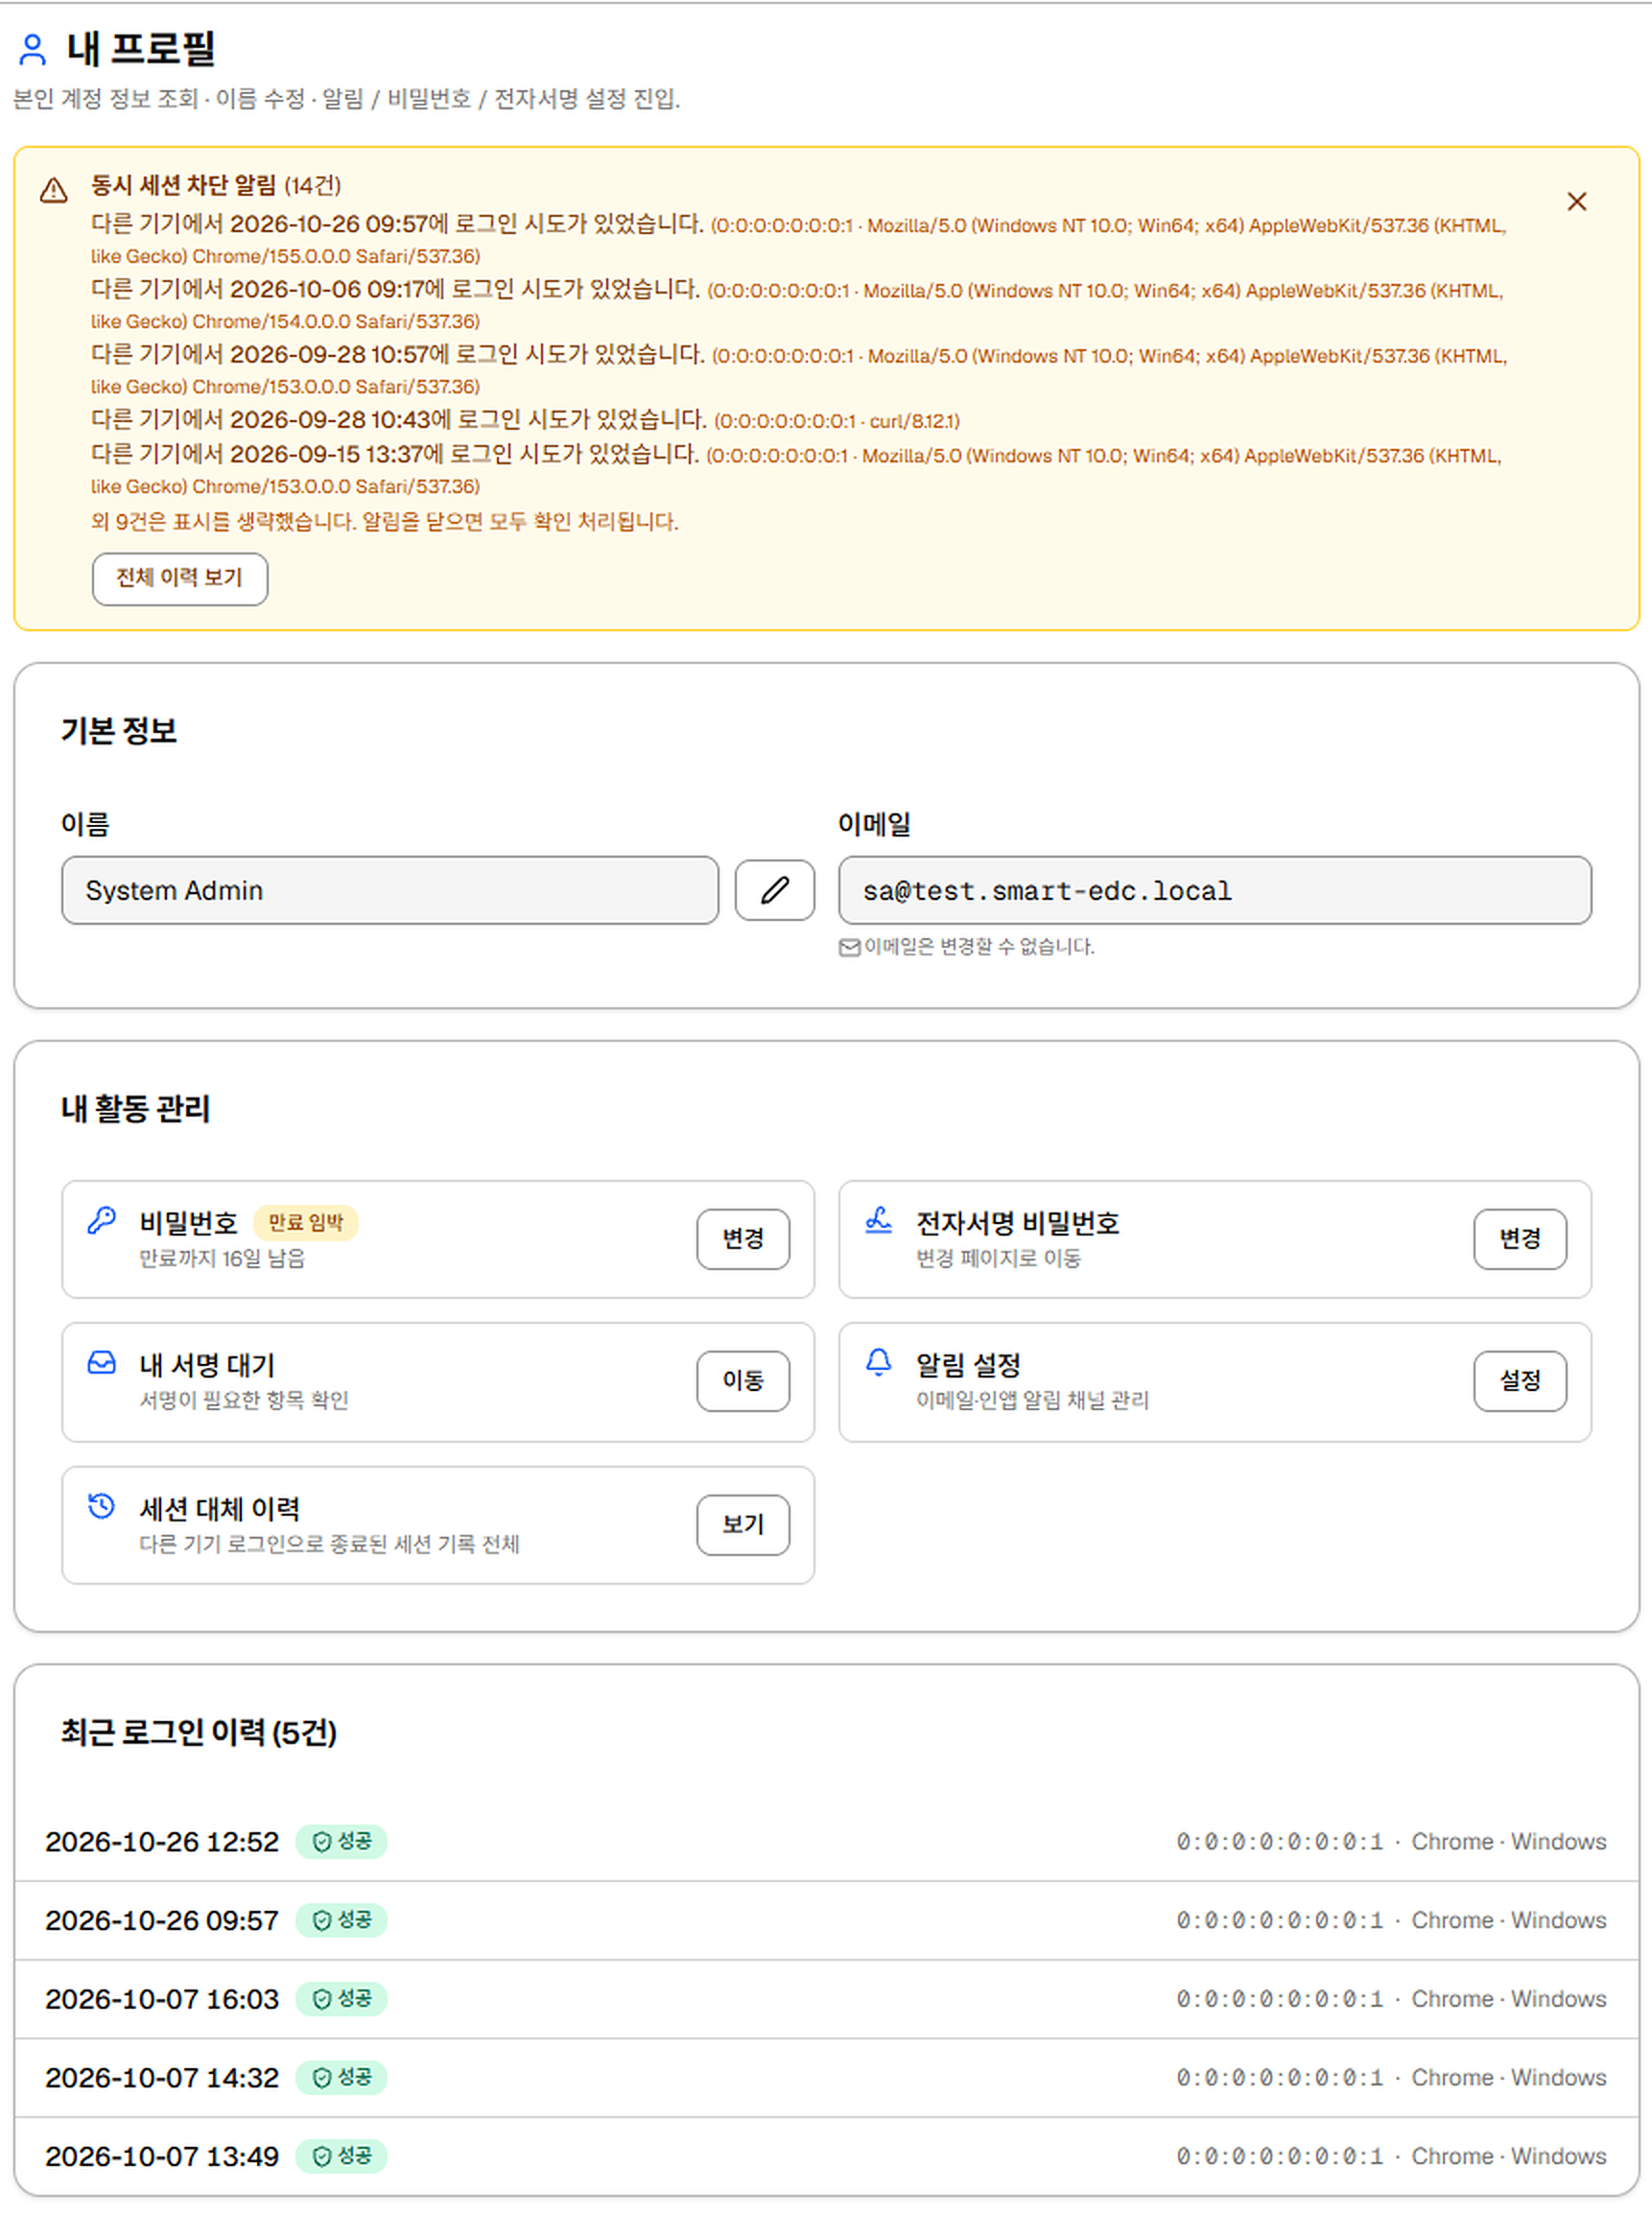 내 프로필
본인 계정 정보 조회 · 이름 수정 · 알림 / 비밀번호 / 전자서명 설정 진입.
동시 세션 차단 알림 (14건)
다른 기기에서 2026-10-26 09:57에 로그인 시도가 있었습니다. (0:0:0:0:0:0:0:1 · Mozilla/5.0 (Windows NT 10.0; Win64; x64) AppleWebKit/537.36 (KHTML,
like Gecko) Chrome/155.0.0.0 Safari/537.36)
다른 기기에서 2026-10-06 09:17에 로그인 시도가 있었습니다. (0:0:0:0:0:0:0:1 · Mozilla/5.0 (Windows NT 10.0; Win64; x64) AppleWebKit/537.36 (KHTML,
like Gecko) Chrome/154.0.0.0 Safari/537.36)
다른 기기에서 2026-09-28 10:57에 로그인 시도가 있었습니다. (0:0:0:0:0:0:0:1 · Mozilla/5.0 (Windows NT 10.0; Win64; x64) AppleWebKit/537.36 (KHTML,
like Gecko) Chrome/153.0.0.0 Safari/537.36)
다른 기기에서 2026-09-28 10:43에 로그인 시도가 있었습니다. (0:0:0:0:0:0:0:1 · curl/8.12.1)
다른 기기에서 2026-09-15 13:37에 로그인 시도가 있었습니다. (0:0:0:0:0:0:0:1 · Mozilla/5.0 (Windows NT 10.0; Win64; x64) AppleWebKit/537.36 (KHTML,
like Gecko) Chrome/153.0.0.0 Safari/537.36)
외 9건은 표시를 생략했습니다. 알림을 닫으면 모두 확인 처리됩니다.
전체 이력 보기
기본 정보
이름
이메일
System Admin
sa@test.smart-edc.local
이메일은 변경할 수 없습니다.
내 활동 관리
비밀번호 만료 임박
만료까지 16일 남음
변경
전자서명 비밀번호
변경 페이지로 이동
변경
내 서명 대기
서명이 필요한 항목 확인
이동
알림 설정
이메일·인앱 알림 채널 관리
설정
세션 대체 이력
다른 기기 로그인으로 종료된 세션 기록 전체
보기
최근 로그인 이력 (5건)
2026-10-26 12:52 성공 0:0:0:0:0:0:0:1 · Chrome · Windows
2026-10-26 09:57 성공 0:0:0:0:0:0:0:1 · Chrome · Windows
2026-10-07 16:03 성공 0:0:0:0:0:0:0:1 · Chrome · Windows
2026-10-07 14:32 성공 0:0:0:0:0:0:0:1 · Chrome · Windows
2026-10-07 13:49 성공 0:0:0:0:0:0:0:1 · Chrome · Windows